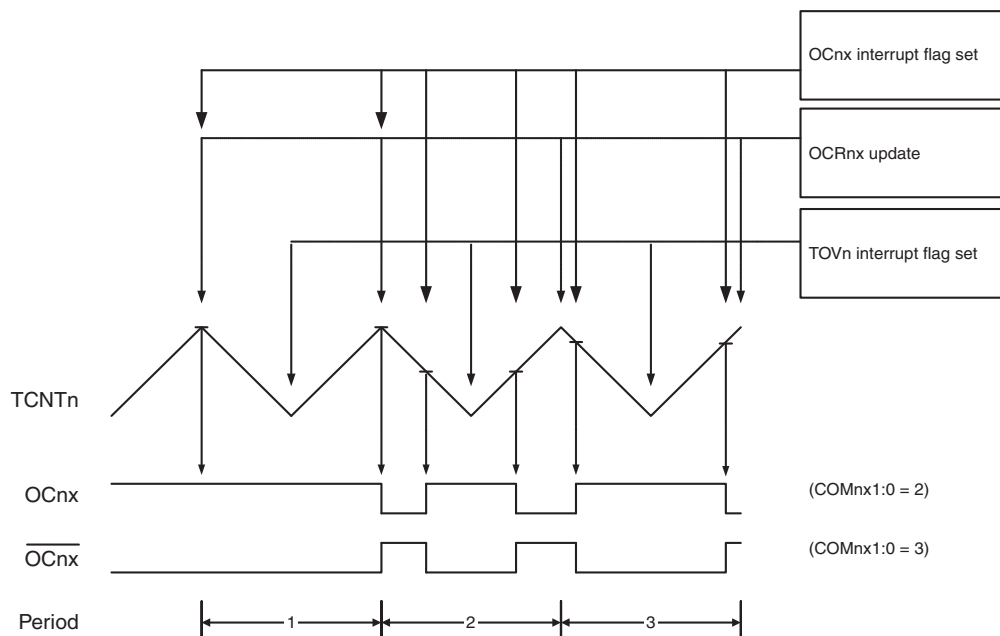 OCnx interrupt flag set
OCRnx update
TOVn interrupt flag set
TCNTn
OCnx
(COMnx1:0 = 2)
OCnx
(COMnx1:0 = 3)
Period
1
2
3